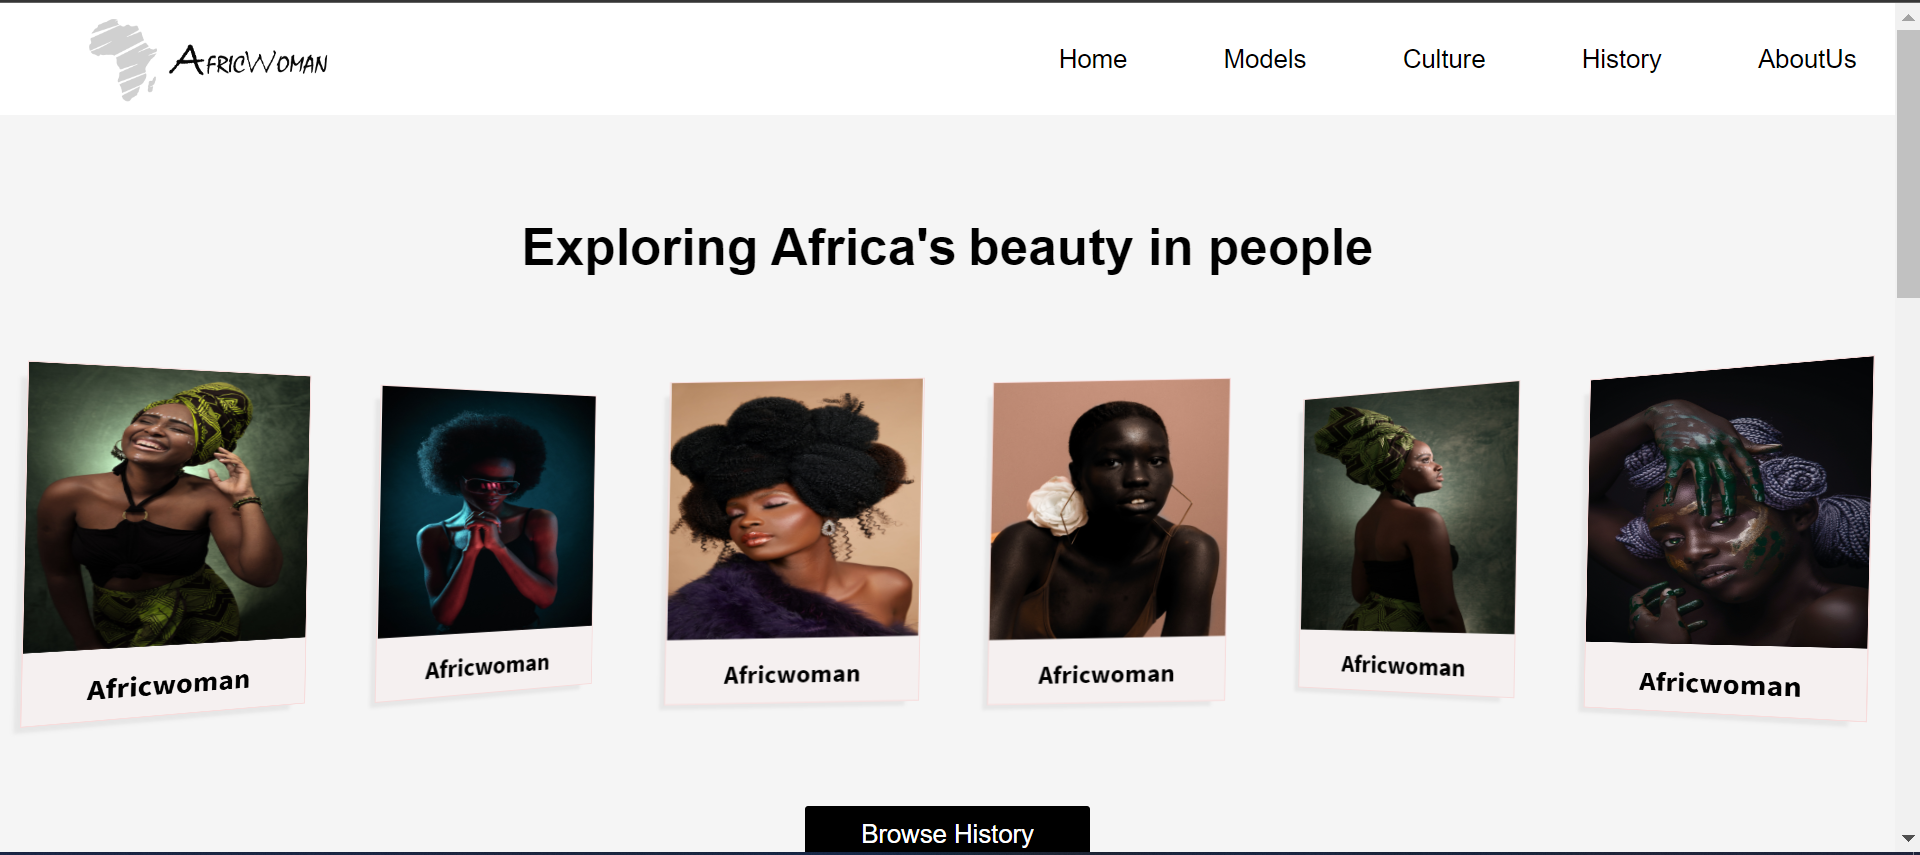 AfricWoman
Home Models Culture History AboutUs
Exploring Africa's beauty in people
Africwoman Africwoman Africwoman Africwoman Africwoman Africwoman
Browse History